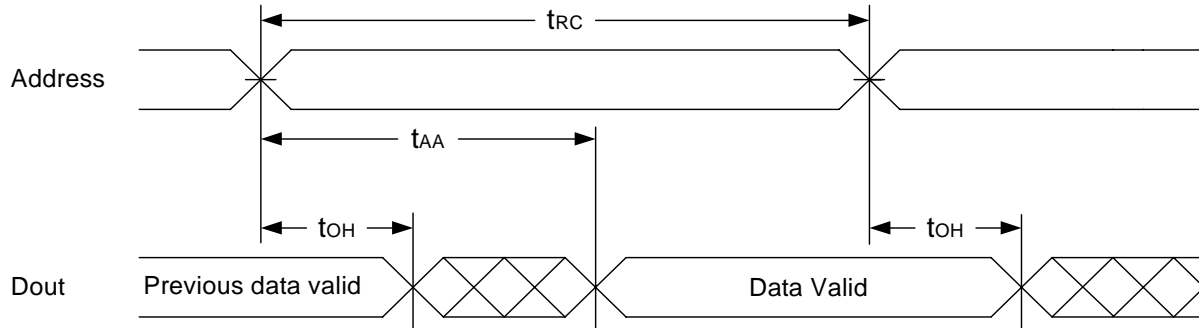 tRC
Address
tAA
tOH
tOH
Dout
Previous data valid
Data Valid